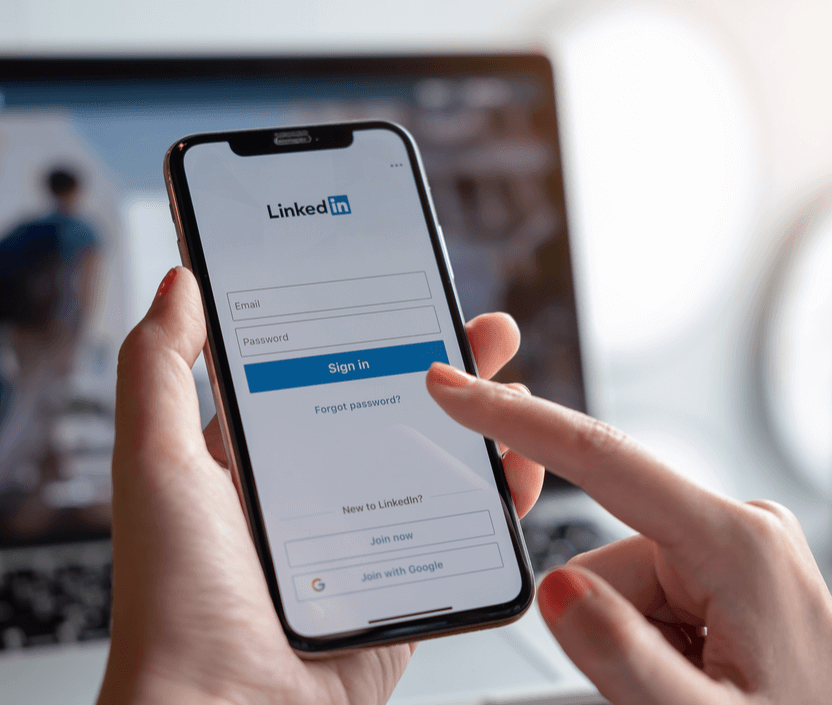 Linkedin
Email
Password
Sign in
Forgot password?
New to LinkedIn?
Join now
G
Join with Google